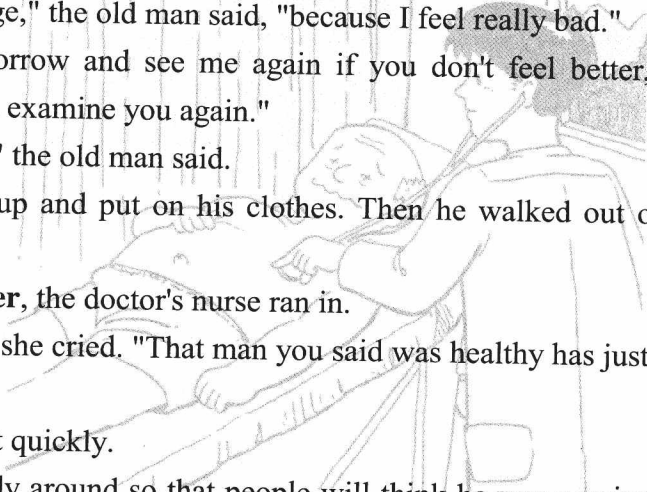 ge," the old man said, "because I feel really bad."
orrow and see me again if you don't feel better,
examine you again."
" the old man said.
up and put on his clothes. Then he walked out o
er, the doctor's nurse ran in.
she cried. "That man you said was healthy has just
t quickly.
ly around so that people will think he was coming